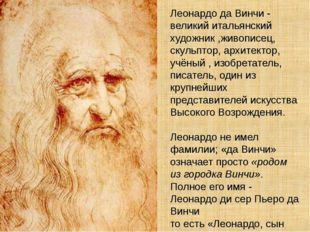 Леонардо да Винчи -
великий итальянский
художник ,живописец,
скульптор, архитектор,
учёный , изобретатель,
писатель, один из
крупнейших
представителей искусства
Высокого Возрождения.
Леонардо не имел
фамилии; «да Винчи»
означает просто «родом
из городка Винчи».
Полное его имя -
Леонардо ди сер Пьеро да
Винчи
то есть «Леонардо, сын